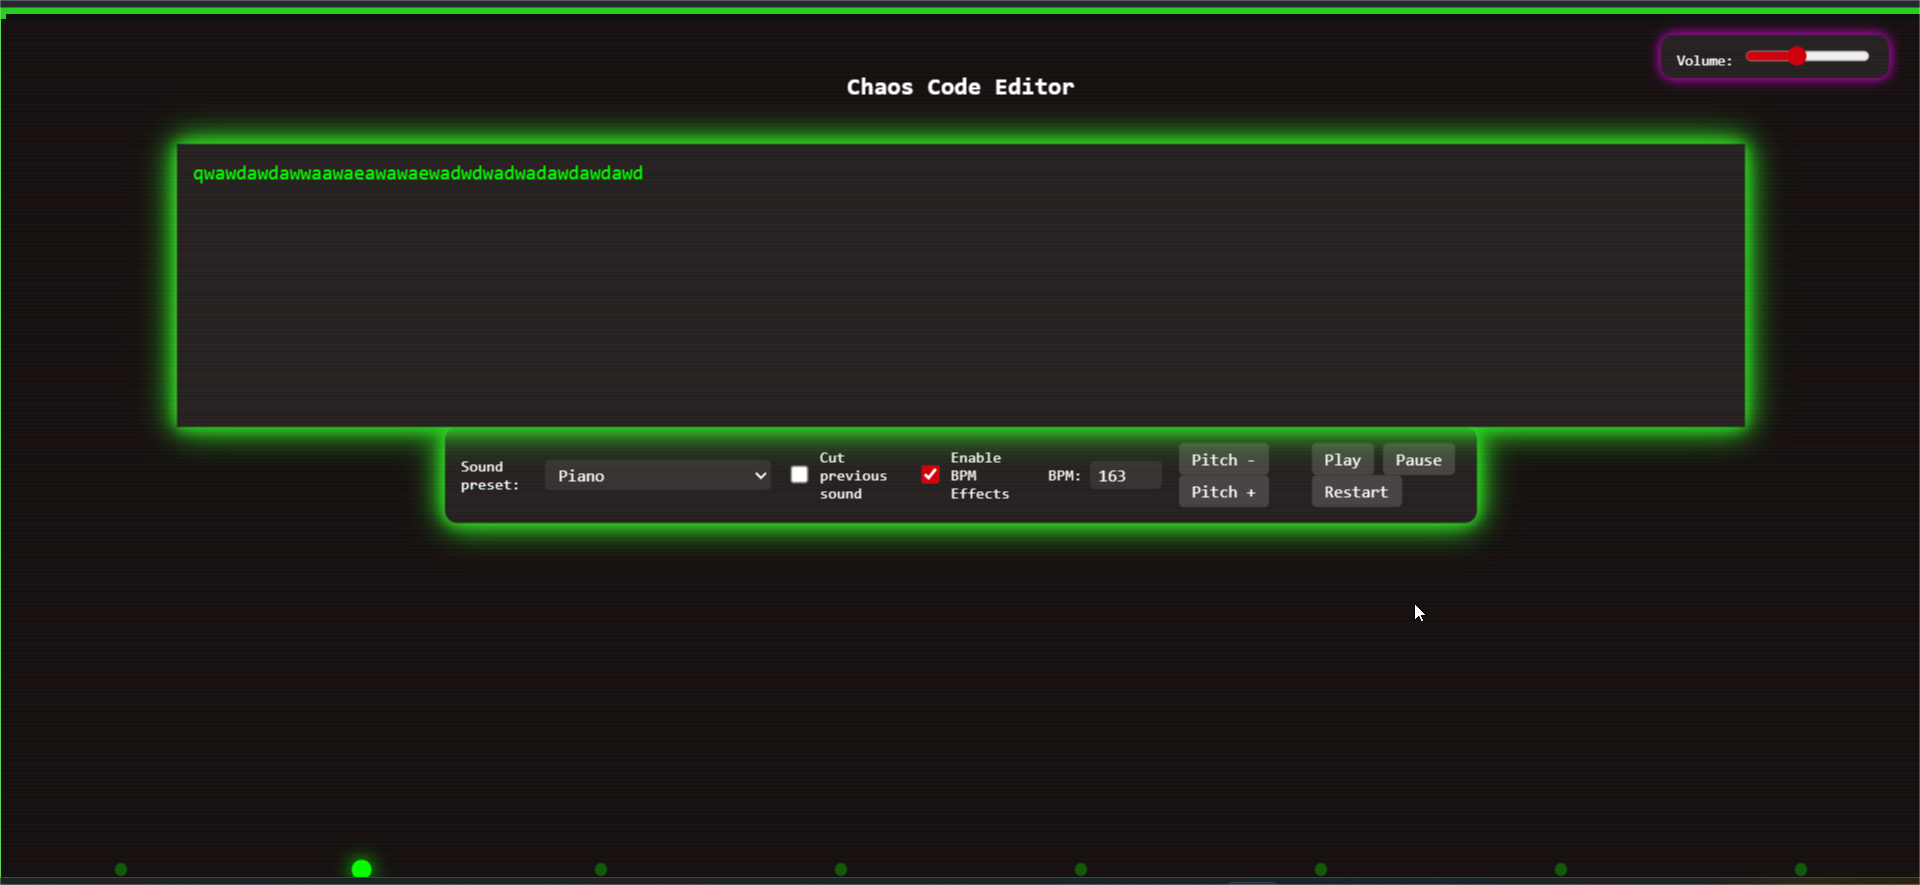 Volume:
Chaos Code Editor
qwawdawdawwaawaeawawaewadwdwadwadawdawdawd
Sound
preset:
Piano
Cut
previous
sound
Enable
BPM
Effects
BPM: 163
Pitch -
Pitch +
Play Pause
Restart